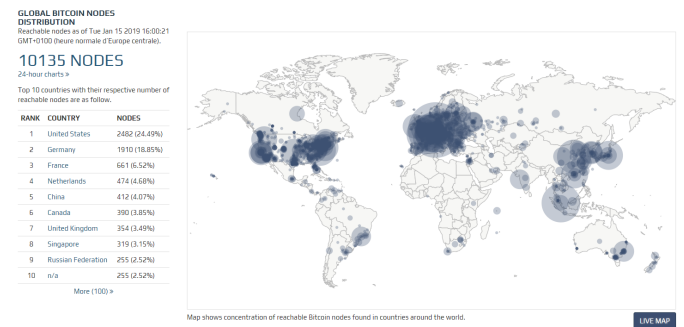 GLOBAL BITCOIN NODES
DISTRIBUTION
Reachable nodes as of Tue Jan 15 2019 16:00:21
GMT+0100 (heure normale d'Europe centrale).
10135 NODES
24-hour charts »
Top 10 countries with their respective number of
reachable nodes are as follow.
RANK COUNTRY NODES
1 United States 2482 (24.49%)
2 Germany 1910 (18.85%)
3 France 661 (6.52%)
4 Netherlands 474 (4.68%)
5 China 412 (4.07%)
6 Canada 390 (3.85%)
7 United Kingdom 354 (3.49%)
8 Singapore 319 (3.15%)
9 Russian Federation 255 (2.52%)
10 n/a 255 (2.52%)
More (100) »
Map shows concentration of reachable Bitcoin nodes found in countries around the world.
LIVE MAP